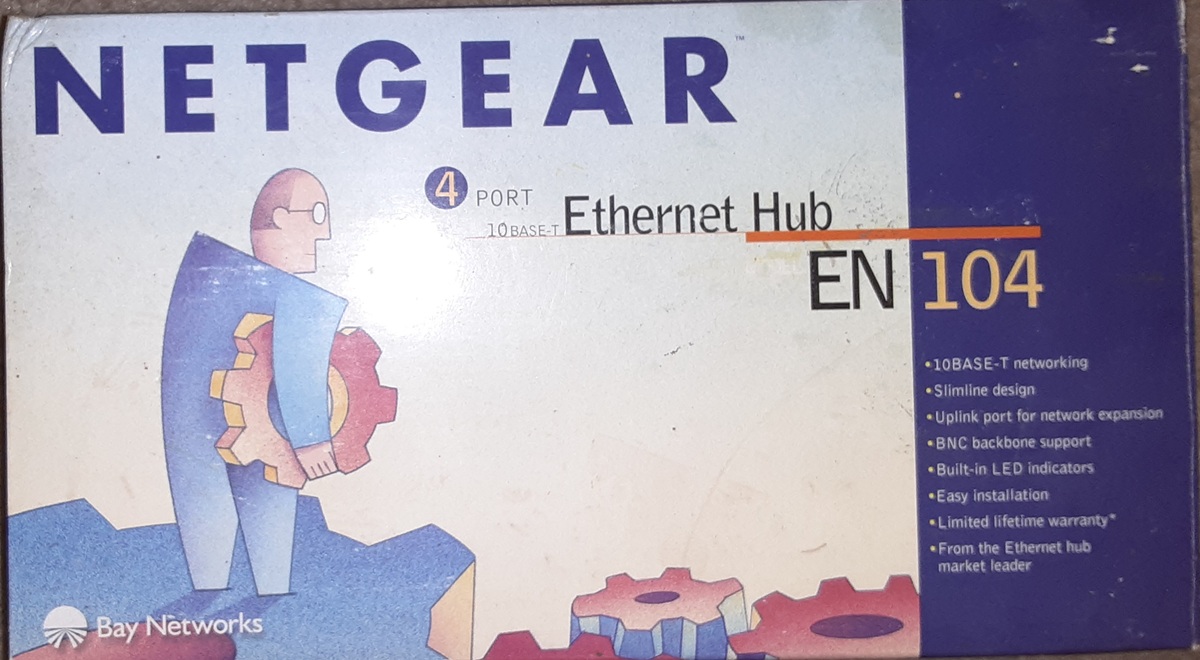 NETGEAR™
4 PORT
10BASE-T Ethernet Hub
EN 104
•10BASE-T networking
•Slimline design
•Uplink port for network expansion
•BNC backbone support
•Built-in LED indicators
•Easy installation
•Limited lifetime warranty*
•From the Ethernet hub
market leader
Bay Networks